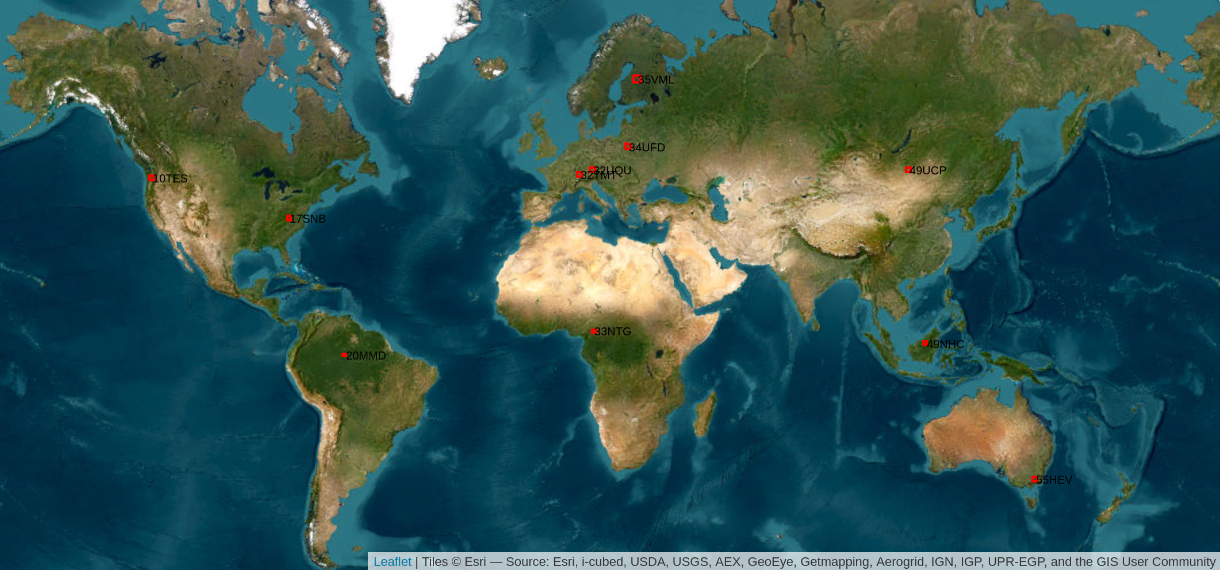 35VML
34UFD
32UQU
10TES
49UCP
17SNB
33NTG
49NHC
20MMD
55HEV
Leaflet | Tiles © Esri — Source: Esri, i-cubed, USDA, USGS, AEX, GeoEye, Getmapping, Aerogrid, IGN, IGP, UPR-EGP, and the GIS User Community